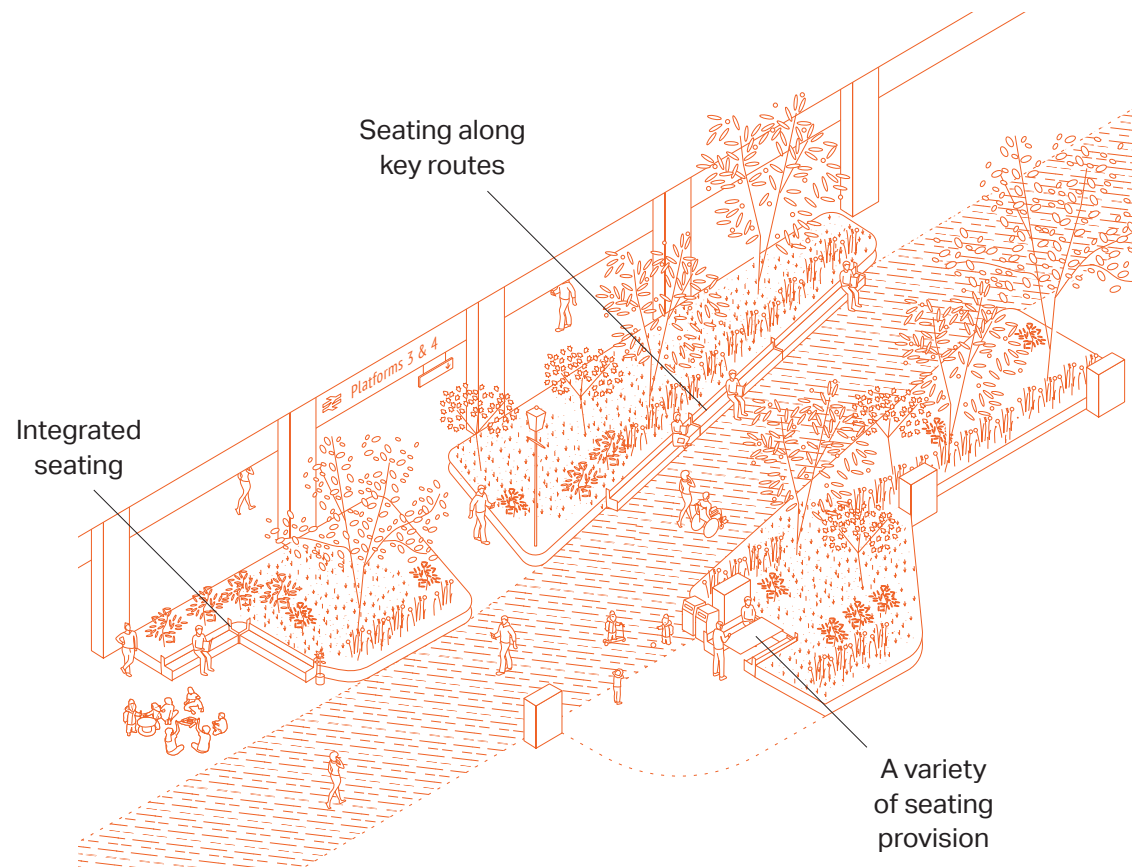 Seating along
key routes
Platforms 3 & 4
Integrated
seating
A variety
of seating
provision